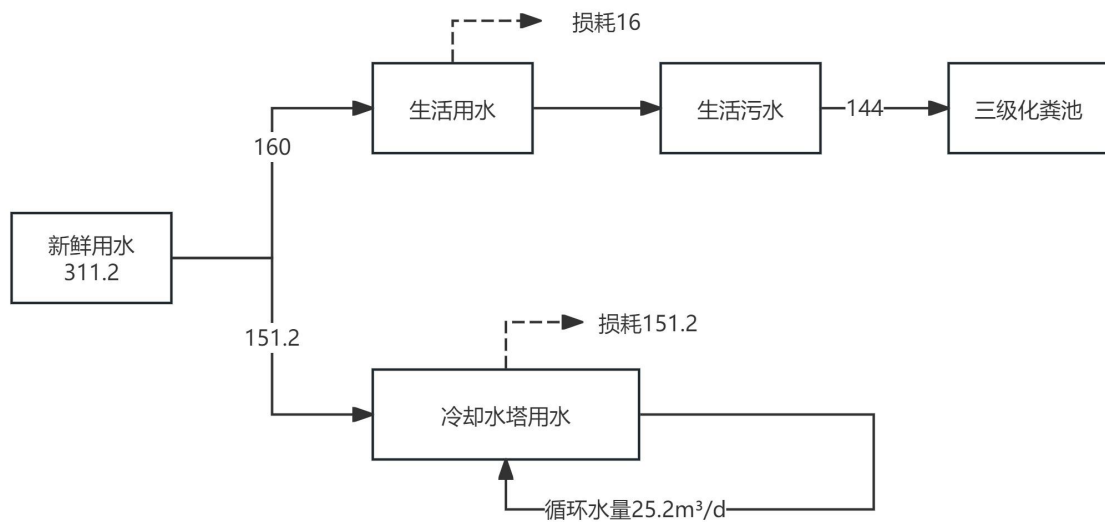 损耗16
生活用水
生活污水
144
三级化粪池
160
新鲜用水
311.2
151.2
损耗151.2
冷却水塔用水
循环水量25.2m³/d